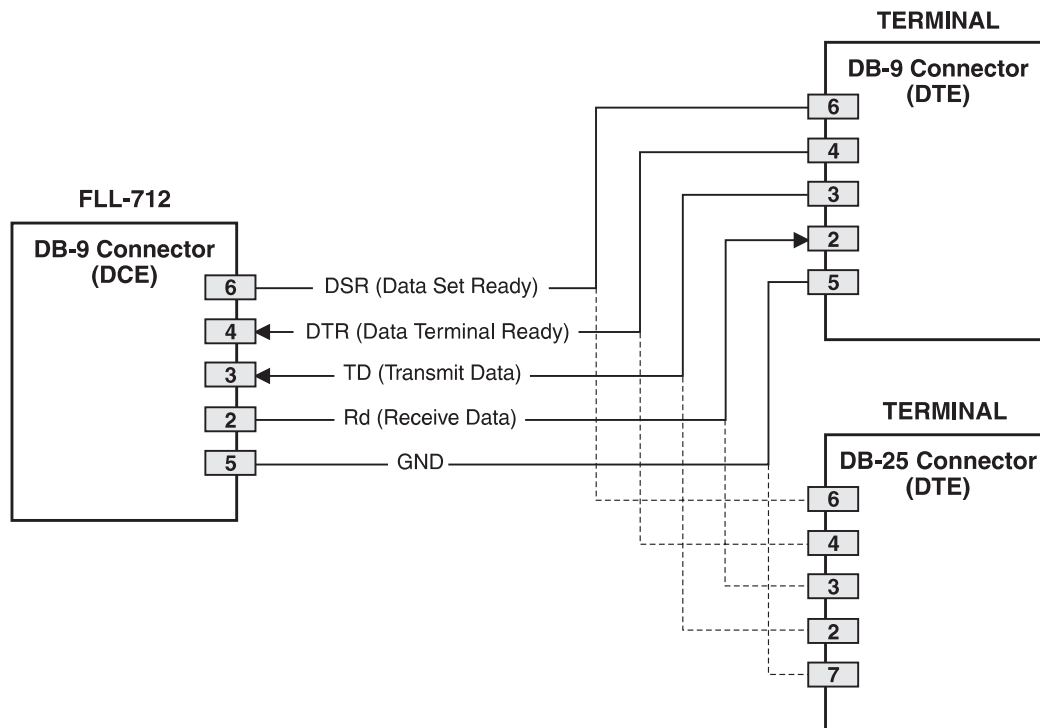 FLL-712
DB-9 Connector
(DCE)
6
4
3
2
5
DSR (Data Set Ready)
DTR (Data Terminal Ready)
TD (Transmit Data)
Rd (Receive Data)
GND
TERMINAL
DB-9 Connector
(DTE)
6
4
3
2
5
TERMINAL
DB-25 Connector
(DTE)
6
4
3
2
7